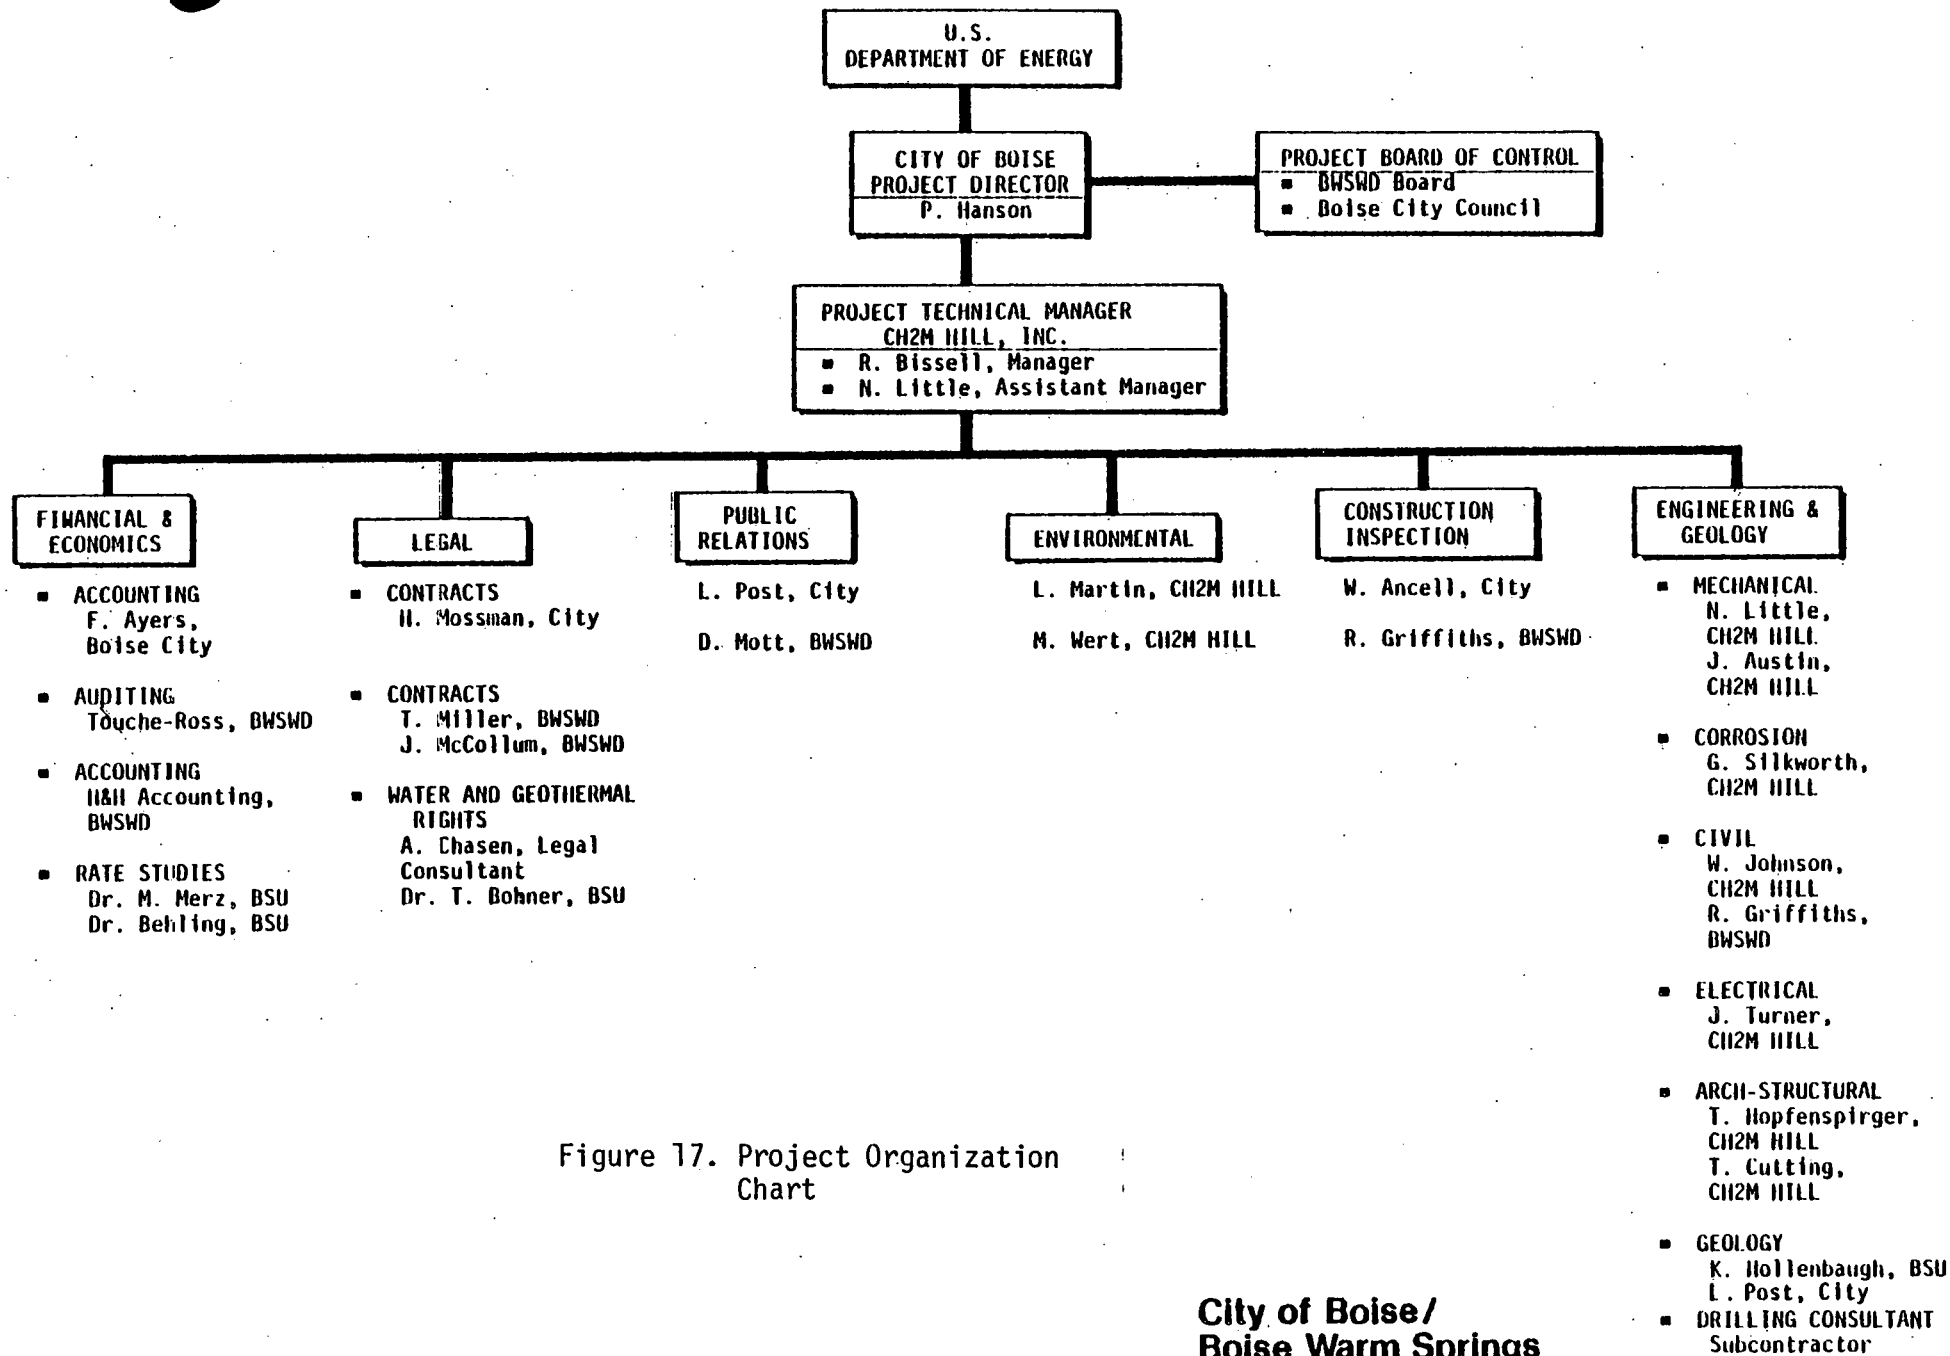 U.S.
DEPARTMENT OF ENERGY
CITY OF BOISE
PROJECT DIRECTOR
P. Hanson
PROJECT BOARD OF CONTROL
▪ BWSWD Board
▪ Boise City Council
PROJECT TECHNICAL MANAGER
CH2M HILL, INC.
▪ R. Bissell, Manager
▪ N. Little, Assistant Manager
FINANCIAL &
ECONOMICS
▪ ACCOUNTING
F. Ayers,
Boise City
▪ AUDITING
Touche-Ross, BWSWD
▪ ACCOUNTING
H&H Accounting,
BWSWD
▪ RATE STUDIES
Dr. M. Merz, BSU
Dr. Behling, BSU
LEGAL
▪ CONTRACTS
H. Mossman, City
▪ CONTRACTS
T. Miller, BWSWD
J. McCollum, BWSWD
▪ WATER AND GEOTHERMAL
RIGHTS
A. Chasen, Legal
Consultant
Dr. T. Bohner, BSU
PUBLIC
RELATIONS
L. Post, City
D. Mott, BWSWD
ENVIRONMENTAL
L. Martin, CH2M HILL
M. Wert, CH2M HILL
CONSTRUCTION
INSPECTION
W. Ancell, City
R. Griffiths, BWSWD
ENGINEERING &
GEOLOGY
▪ MECHANICAL
N. Little,
CH2M HILL
J. Austin,
CH2M HILL
▪ CORROSION
G. Silkworth,
CH2M HILL
▪ CIVIL
W. Johnson,
CH2M HILL
R. Griffiths,
BWSWD
▪ ELECTRICAL
J. Turner,
CH2M HILL
▪ ARCH-STRUCTURAL
T. Hopfenspirger,
CH2M HILL
T. Cutting,
CH2M HILL
▪ GEOLOGY
K. Hollenbaugh, BSU
L. Post, City
▪ DRILLING CONSULTANT
Subcontractor
Figure 17. Project Organization
Chart
City of Boise/
Boise Warm Springs